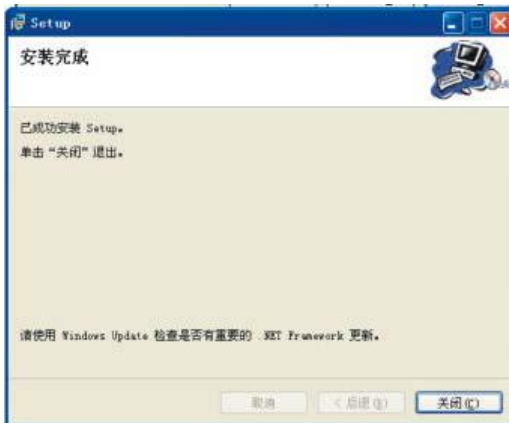 Setup
安装完成
已成功安装 Setup。
单击“关闭”退出。
请使用 Windows Update 检查是否有重要的 .NET Framework 更新。
取消
< 后退(B)
关闭(C)